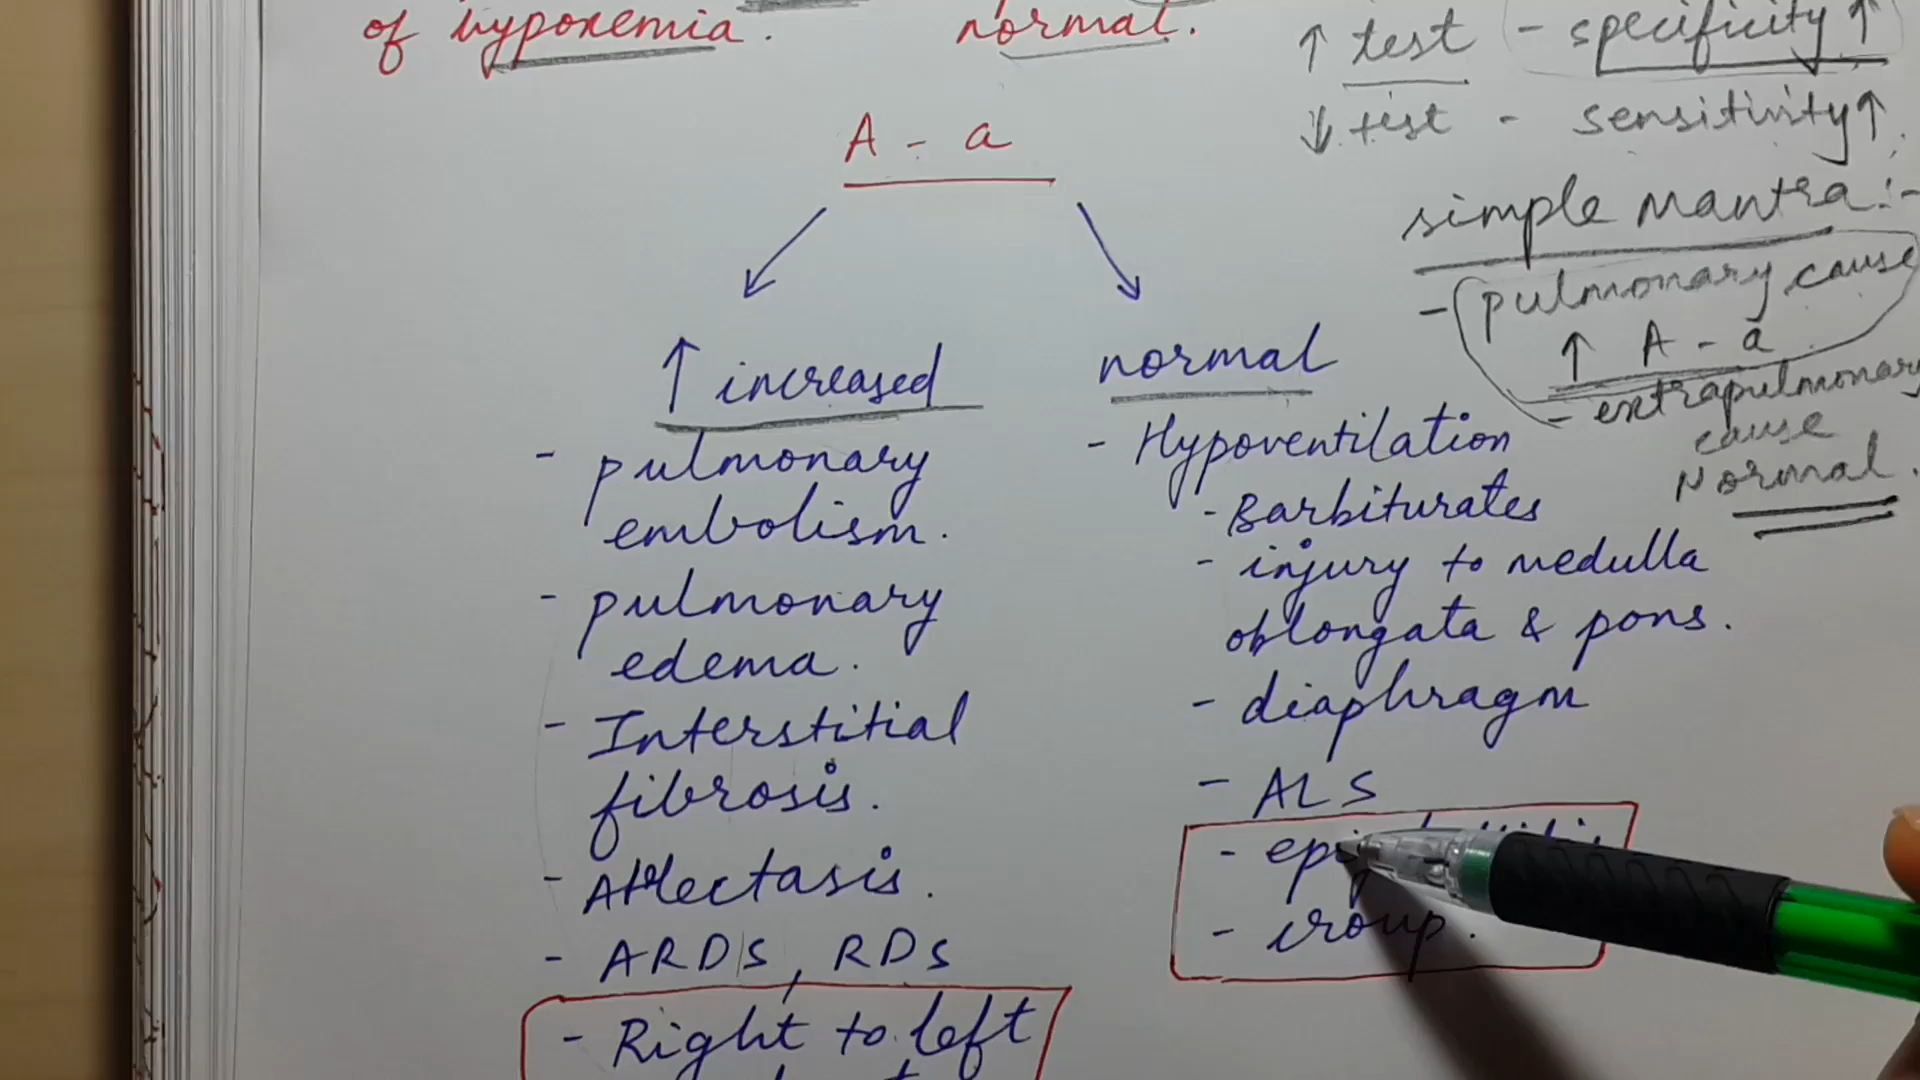 of hypoxemia.
normal.
↑ test - specificity ↑
↓ test - sensitivity ↑.
simple mantra:-
- pulmonary cause
↑ A - a
- extrapulmonary
cause
Normal.
A - a
↑ increased
- pulmonary
embolism.
- pulmonary
edema.
- Interstitial
fibrosis.
- Atlectasis.
- ARDS, RDS
- Right to left
normal
- Hypoventilation
- Barbiturates
- injury to medulla
oblongata & pons.
- diaphragm
- ALS
-
- croup.